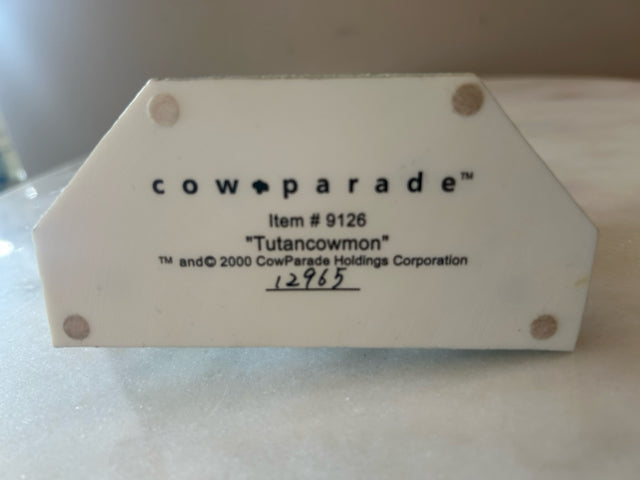 cow parade™
Item # 9126
"Tutancowmon"
™ and© 2000 CowParade Holdings Corporation
12965